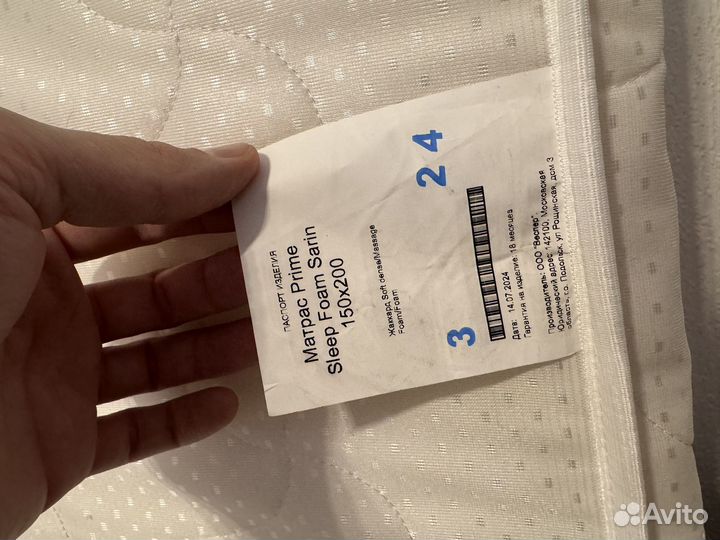 ПАСПОРТ ИЗДЕЛИЯ
Матрас Prime
Sleep Foam Sarin
150x200
Жаккард Soft dense/Massage
Foam/Foam
3
2 4
Дата: 14.07.2024
Гарантия на изделие: 18 месяцев
Производитель: ООО "Веспер"
Юридический адрес: 142100, Московская
область, г.о. Подольск, ул Рощинская, дом 3
Avito